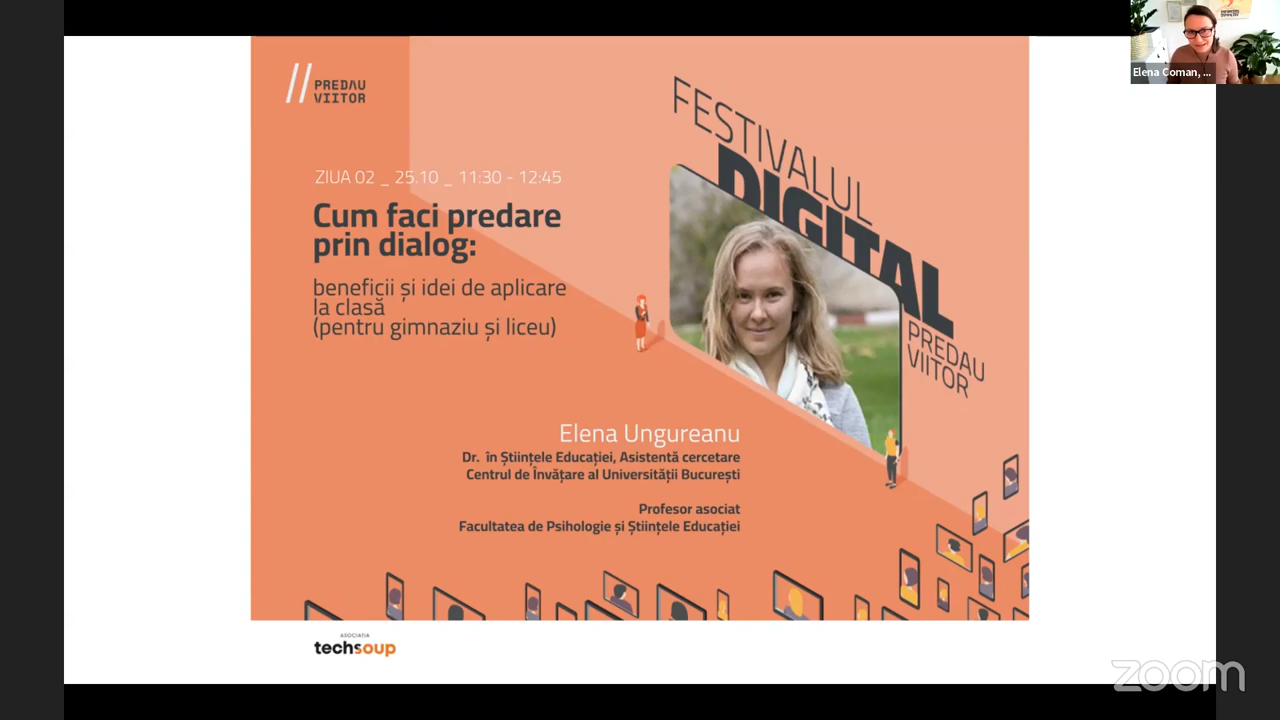 // PREDAU
VIITOR
ZIUA 02 _ 25.10 _ 11:30 - 12:45
Cum faci predare
prin dialog:
beneficii și idei de aplicare
la clasă
(pentru gimnaziu și liceu)
FESTIVALUL
DIGITAL
PREDAU
VIITOR
Elena Ungureanu
Dr. în Științele Educației, Asistentă cercetare
Centrul de Învățare al Universității București
Profesor asociat
Facultatea de Psihologie și Științele Educației
ASOCIAȚIA
techsoup
Elena Coman, ...
zoom